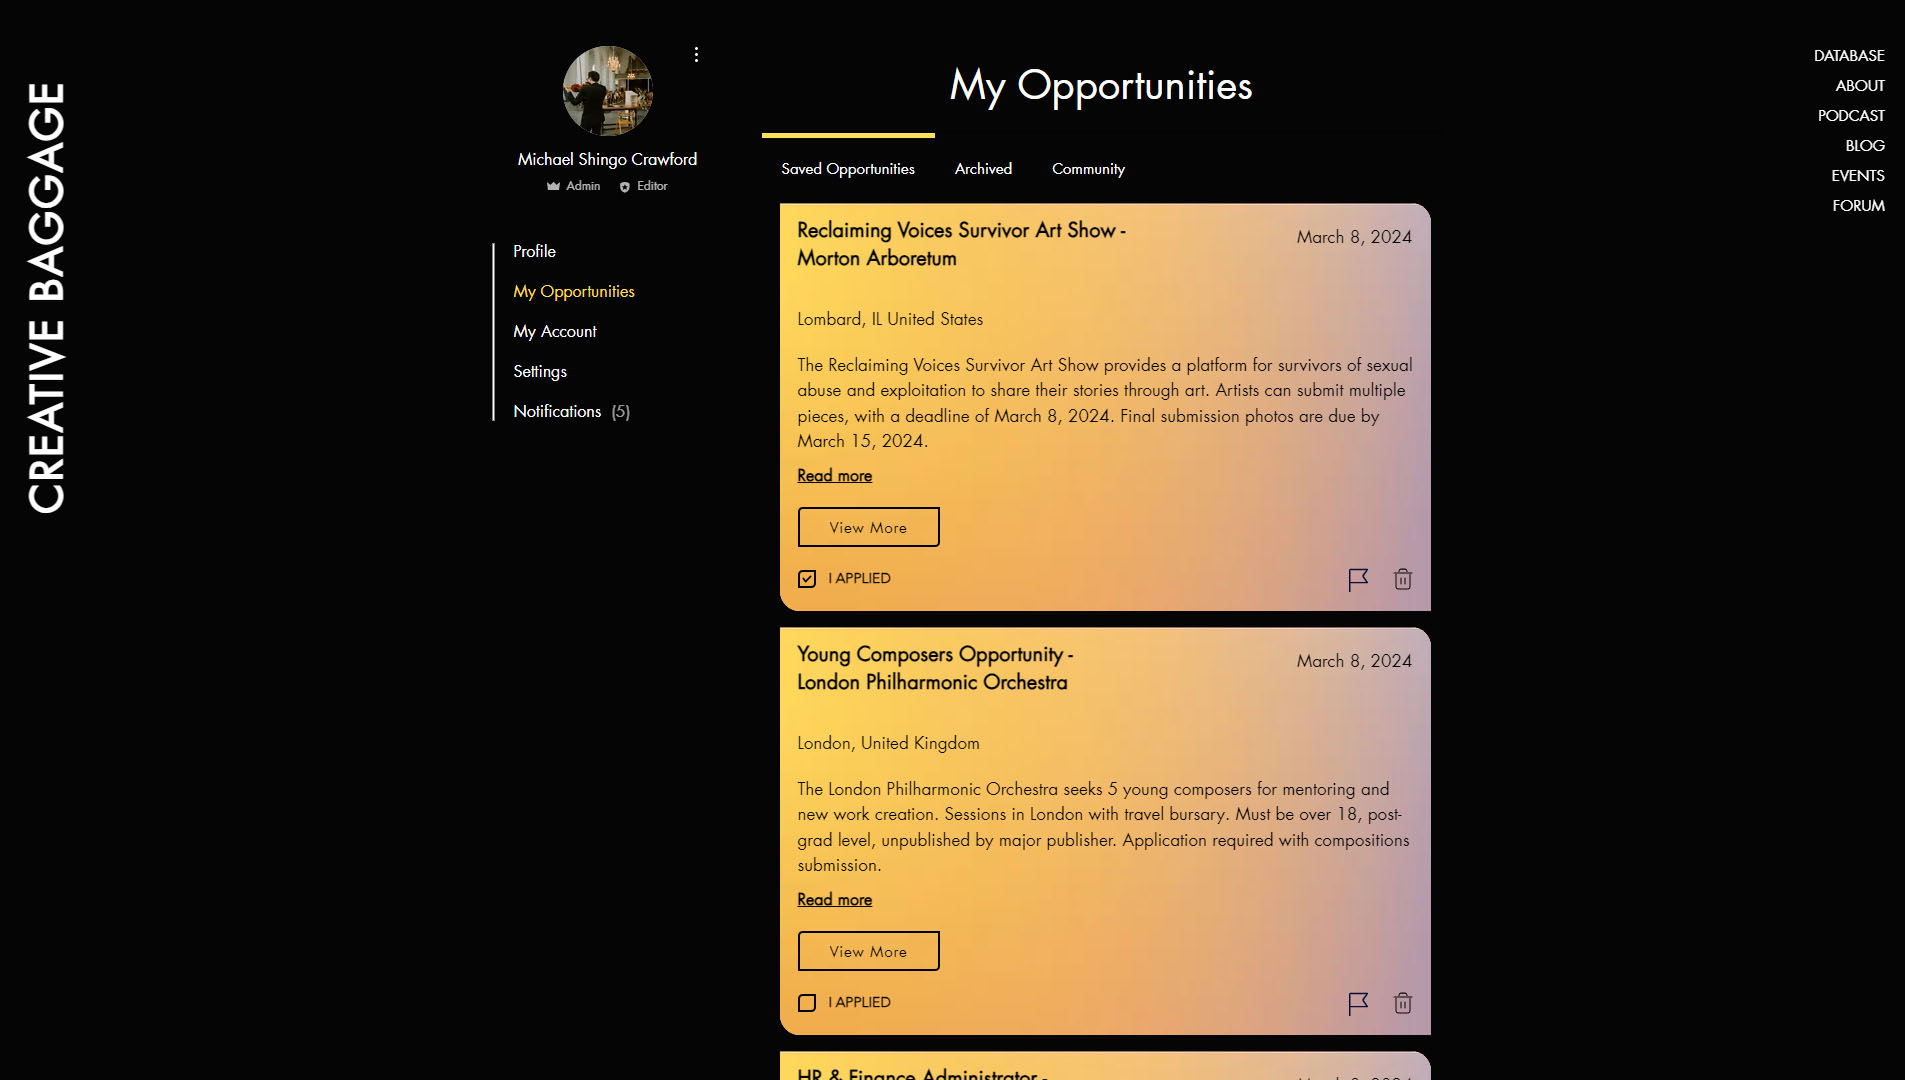 CREATIVE BAGGAGE
Michael Shingo Crawford
Admin Editor
Profile
My Opportunities
My Account
Settings
Notifications (5)
My Opportunities
Saved Opportunities Archived Community
Reclaiming Voices Survivor Art Show -
Morton Arboretum
March 8, 2024
Lombard, IL United States
The Reclaiming Voices Survivor Art Show provides a platform for survivors of sexual
abuse and exploitation to share their stories through art. Artists can submit multiple
pieces, with a deadline of March 8, 2024. Final submission photos are due by
March 15, 2024.
Read more
View More
I APPLIED
Young Composers Opportunity -
London Philharmonic Orchestra
March 8, 2024
London, United Kingdom
The London Philharmonic Orchestra seeks 5 young composers for mentoring and
new work creation. Sessions in London with travel bursary. Must be over 18, post-
grad level, unpublished by major publisher. Application required with compositions
submission.
Read more
View More
I APPLIED
HR & Finance Administrator -
DATABASE
ABOUT
PODCAST
BLOG
EVENTS
FORUM